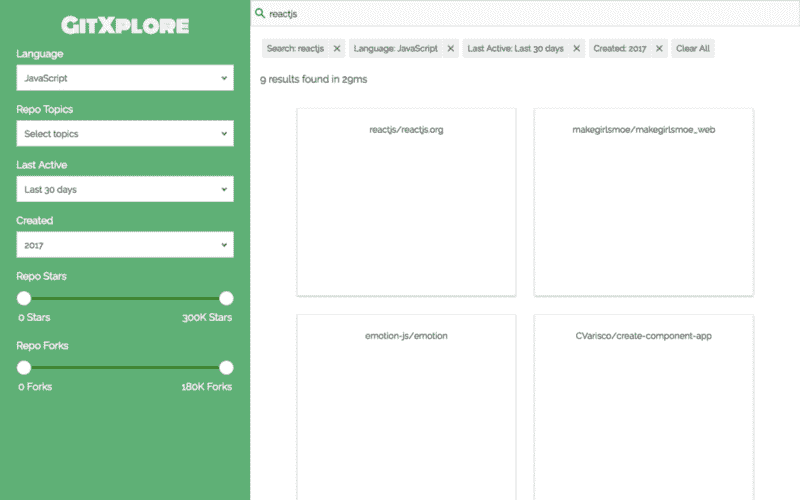 GitXplore
Language
JavaScript
Repo Topics
Select topics
Last Active
Last 30 days
Created
2017
Repo Stars
0 Stars 300K Stars
Repo Forks
0 Forks 180K Forks
reactjs
Search: reactjs ✕ Language: JavaScript ✕ Last Active: Last 30 days ✕ Created: 2017 ✕ Clear All
9 results found in 29ms
reactjs/reactjs.org
makegirlsmoe/makegirlsmoe_web
emotion-js/emotion
CVarisco/create-component-app